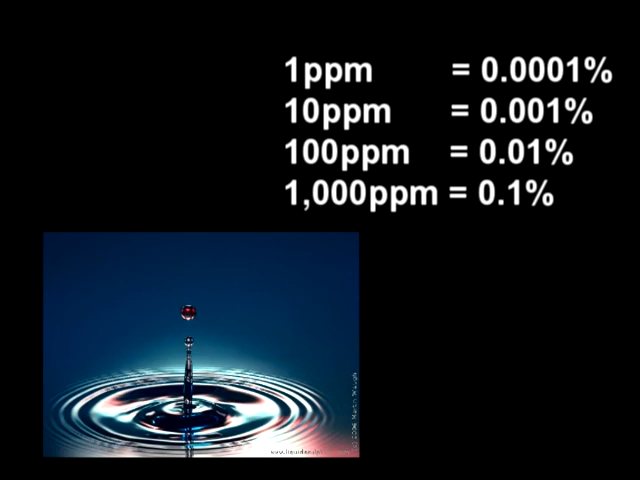 1ppm = 0.0001%
10ppm = 0.001%
100ppm = 0.01%
1,000ppm = 0.1%